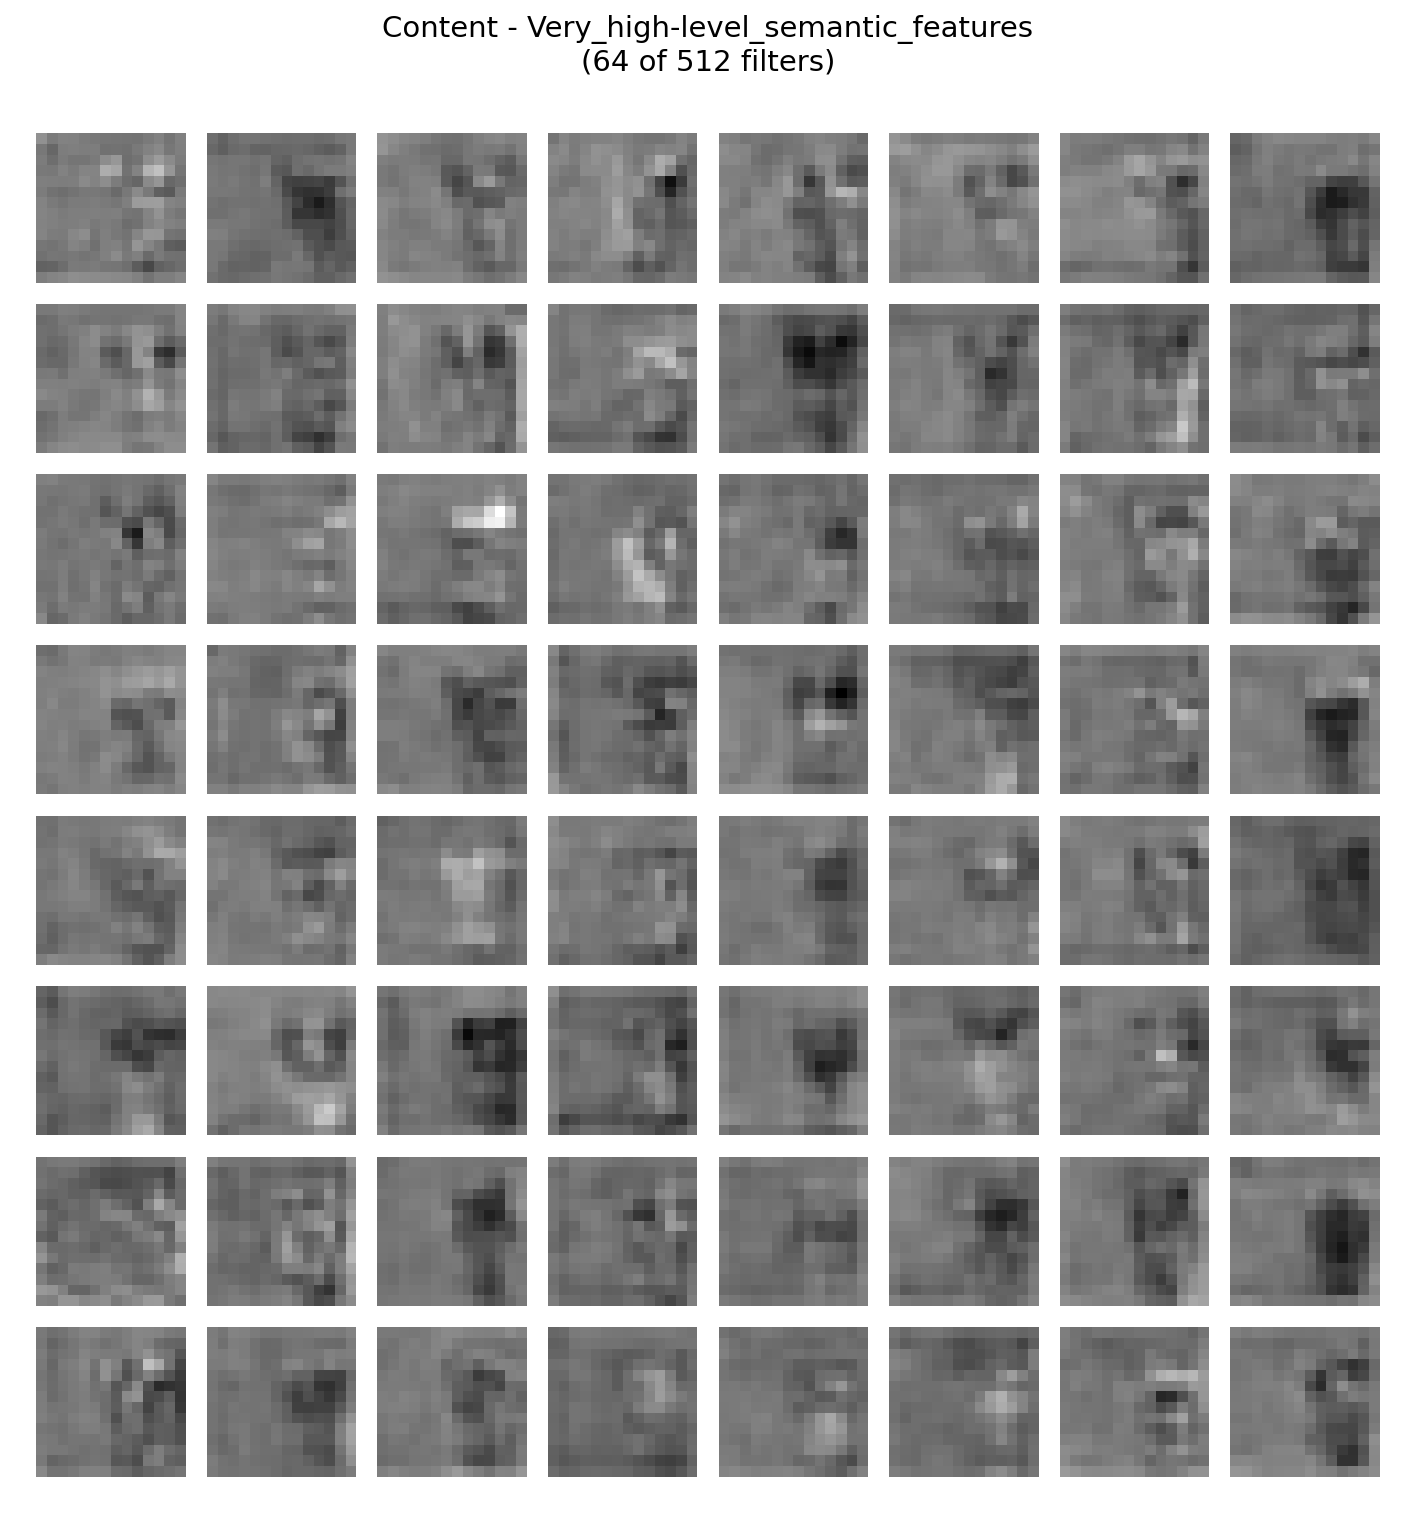 Content - Very_high-level_semantic_features
(64 of 512 filters)